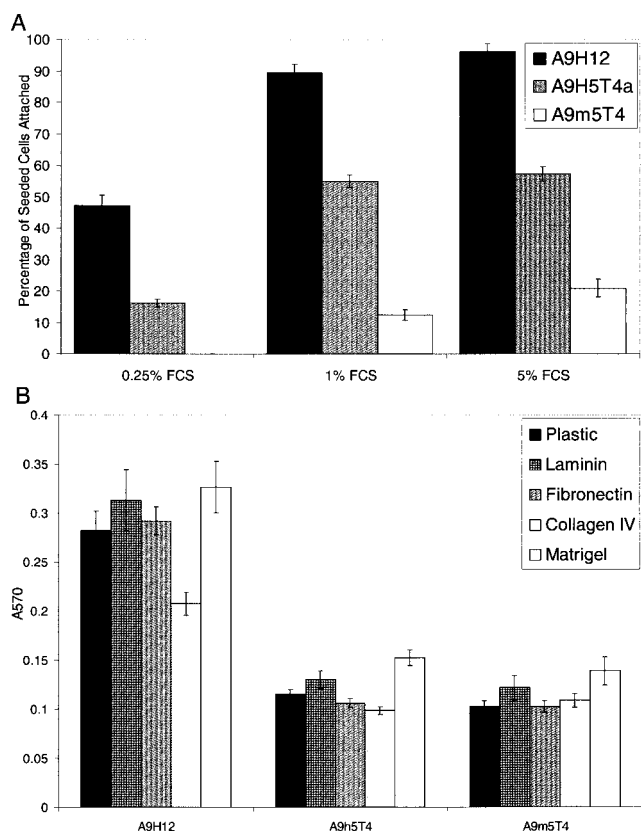 A
Percentage of Seeded Cells Attached
100
90
80
70
60
50
40
30
20
10
0
A9H12
A9H5T4a
A9m5T4
0.25% FCS
1% FCS
5% FCS
B
A570
0.4
0.35
0.3
0.25
0.2
0.15
0.1
0.05
0
Plastic
Laminin
Fibronectin
Collagen IV
Matrigel
A9H12
A9h5T4
A9m5T4